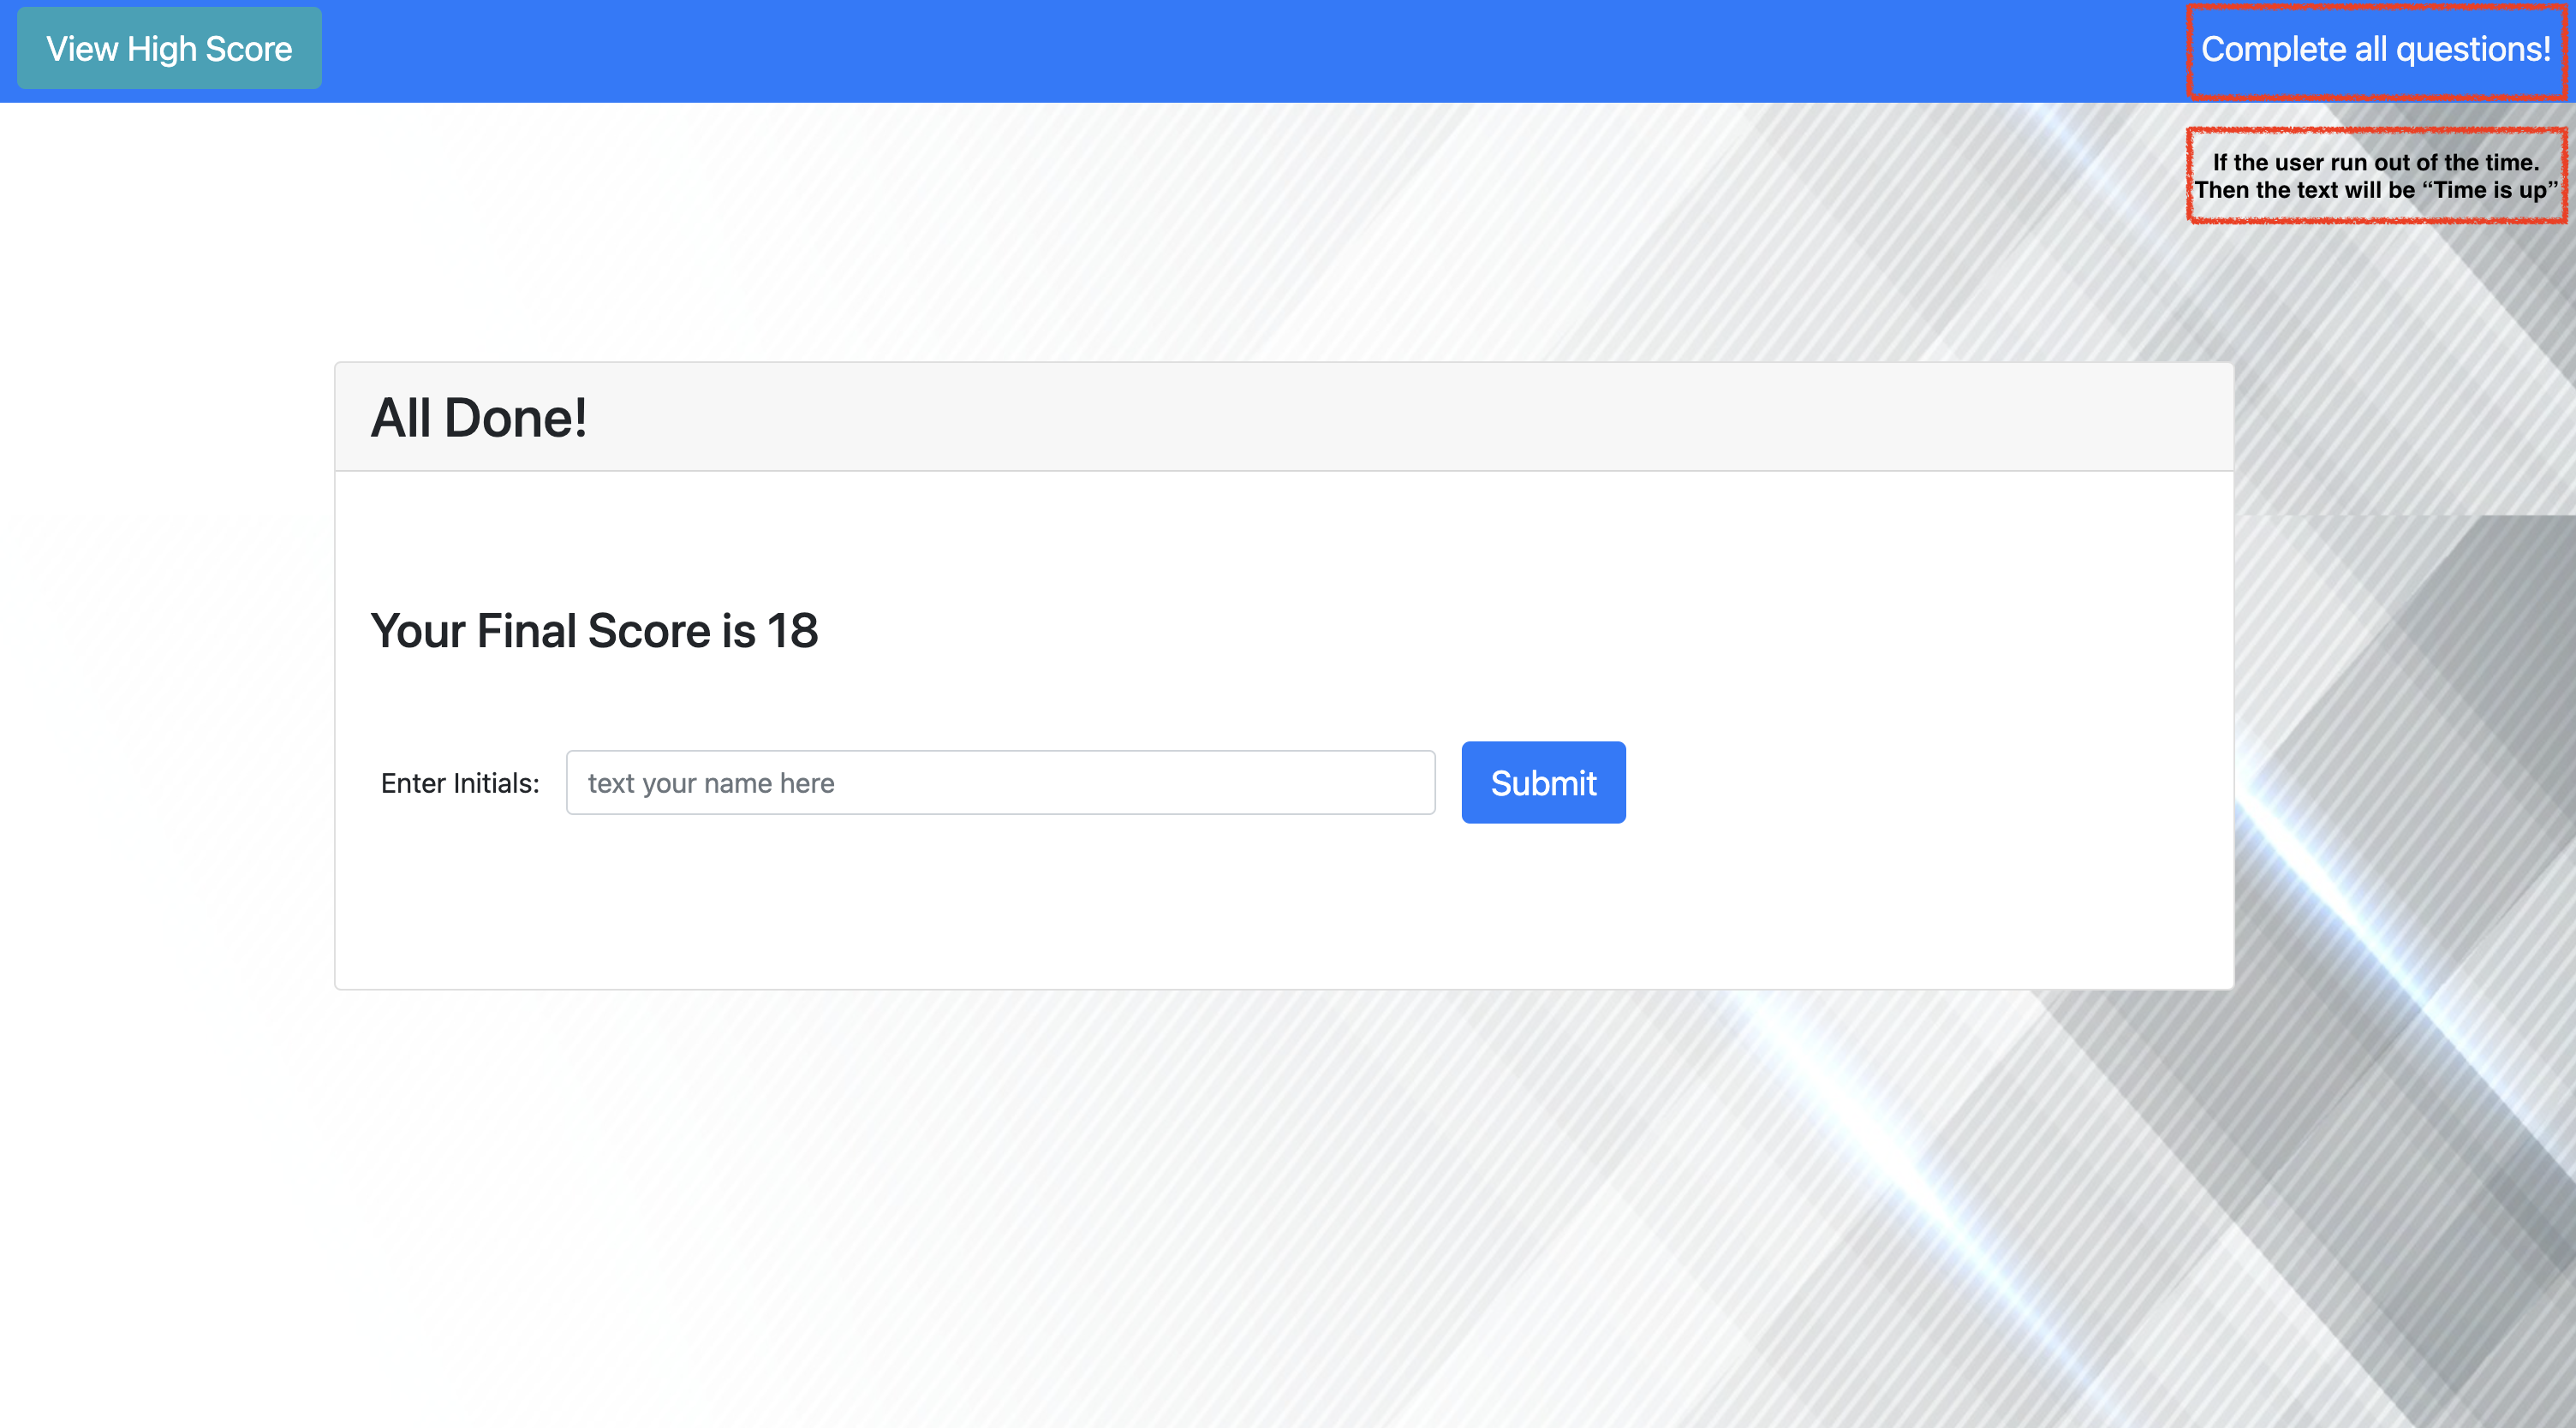 View High Score
Complete all questions!
If the user run out of the time.
Then the text will be “Time is up”
All Done!
Your Final Score is 18
Enter Initials:
text your name here
Submit